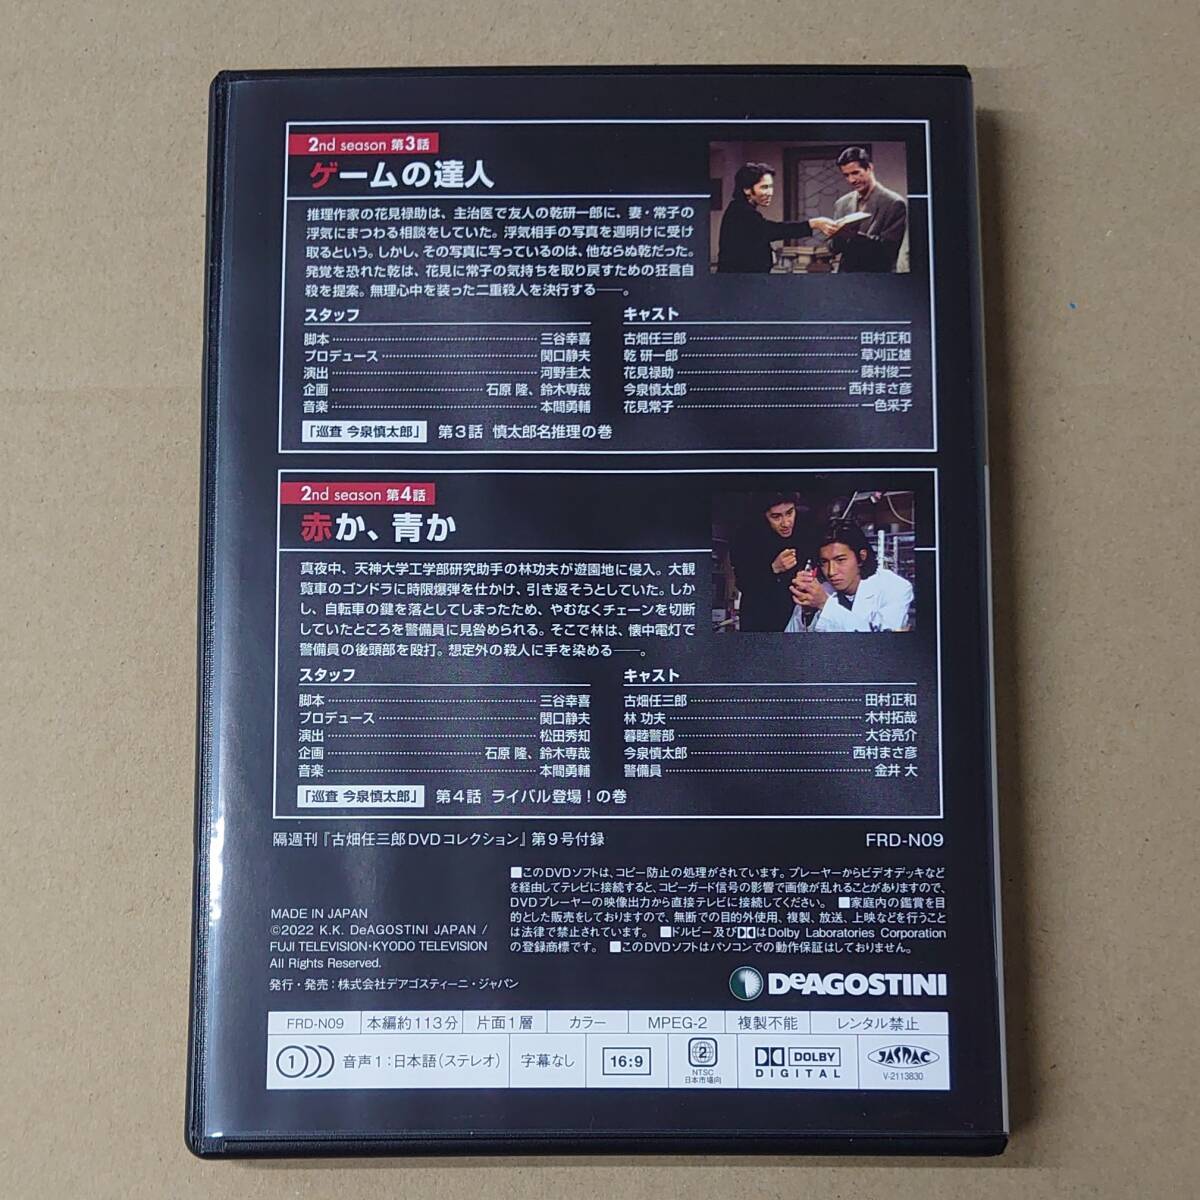 2nd season 第3話
ゲームの達人
推理作家の花見禄助は、主治医で友人の乾研一郎に、妻・常子の
浮気にまつわる相談をしていた。浮気相手の写真を週明けに受け
取るという。しかし、その写真に写っているのは、他ならぬ乾だった。
発覚を恐れた乾は、花見に常子の気持ちを取り戻すための狂言自
殺を提案。無理心中を装った二重殺人を決行する──。
スタッフ
脚本 三谷幸喜
プロデュース 関口静夫
演出 河野圭太
企画 石原 隆、鈴木専哉
音楽 本間勇輔
キャスト
古畑任三郎 田村正和
乾 研一郎 草刈正雄
花見禄助 藤村俊二
今泉慎太郎 西村まさ彦
花見常子 一色采子
「巡査 今泉慎太郎」 第3話 慎太郎名推理の巻
2nd season 第4話
赤か、青か
真夜中、天神大学工学部研究助手の林功夫が遊園地に侵入。大観
覧車のゴンドラに時限爆弾を仕かけ、引き返そうとしていた。しか
し、自転車の鍵を落としてしまったため、やむなくチェーンを切断
していたところを警備員に見咎められる。そこで林は、懐中電灯で
警備員の後頭部を殴打。想定外の殺人に手を染める──。
スタッフ
脚本 三谷幸喜
プロデュース 関口静夫
演出 松田秀知
企画 石原 隆、鈴木専哉
音楽 本間勇輔
キャスト
古畑任三郎 田村正和
林 功夫 木村拓哉
暮睦警部 大谷亮介
今泉慎太郎 西村まさ彦
警備員 金井 大
「巡査 今泉慎太郎」 第4話 ライバル登場!の巻
隔週刊『古畑任三郎DVDコレクション』第9号付録 FRD-N09
■このDVDソフトは、コピー防止の処理がされています。プレーヤーからビデオデッキなど
を経由してテレビに接続すると、コピーガード信号の影響で画像が乱れることがありますので、
DVDプレーヤーの映像出力から直接テレビに接続してください。 ■家庭内の鑑賞を目
的とした販売をしておりますので、無断での目的外使用、複製、放送、上映などを行うこと
は法律で禁止されています。 ■ドルビー及びはDolby Laboratories Corporation
の登録商標です。 ■このDVDソフトはパソコンでの動作保証はしておりません。
MADE IN JAPAN
©2022 K.K. DeAGOSTINI JAPAN /
FUJI TELEVISION・KYODO TELEVISION
All Rights Reserved.
発行・発売:株式会社デアゴスティーニ・ジャパン
DeAGOSTINI
FRD-N09 本編約113分 片面1層 カラー MPEG-2 複製不能 レンタル禁止
1 音声1:日本語(ステレオ) 字幕なし 16:9 2 NTSC 日本市場向 DOLBY DIGITAL JASRAC V-2113830